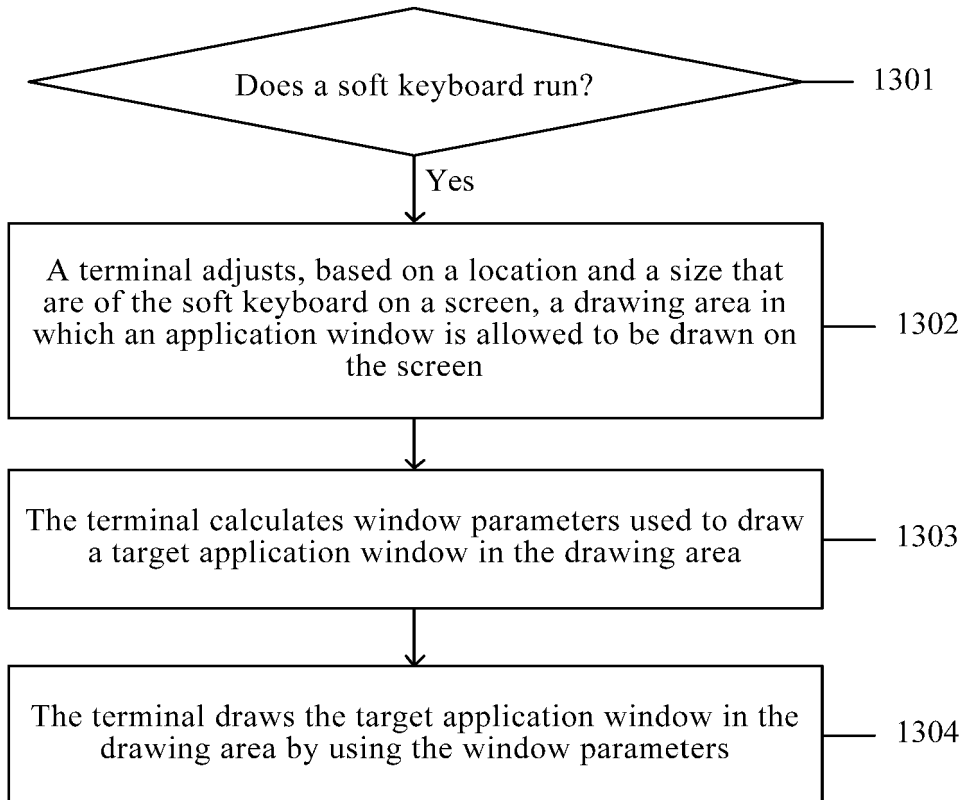 Does a soft keyboard run?
1301
Yes
A terminal adjusts, based on a location and a size that
are of the soft keyboard on a screen, a drawing area in
which an application window is allowed to be drawn on
the screen
1302
The terminal calculates window parameters used to draw
a target application window in the drawing area
1303
The terminal draws the target application window in the
drawing area by using the window parameters
1304